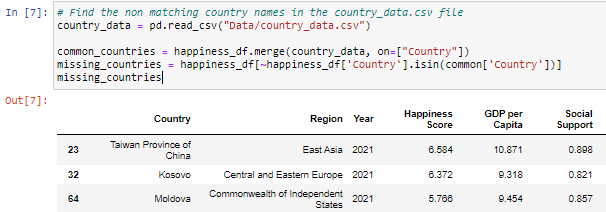 In [7]: # Find the non matching country names in the country_data.csv file
country_data = pd.read_csv("Data/country_data.csv")
common_countries = happiness_df.merge(country_data, on=["Country"])
missing_countries = happiness_df[~happiness_df['Country'].isin(common['Country'])]
missing_countries
Out[7]:
Country Region Year Happiness Score GDP per Capita Social Support
23 Taiwan Province of China East Asia 2021 6.584 10.871 0.898
32 Kosovo Central and Eastern Europe 2021 6.372 9.318 0.821
64 Moldova Commonwealth of Independent States 2021 5.766 9.454 0.857